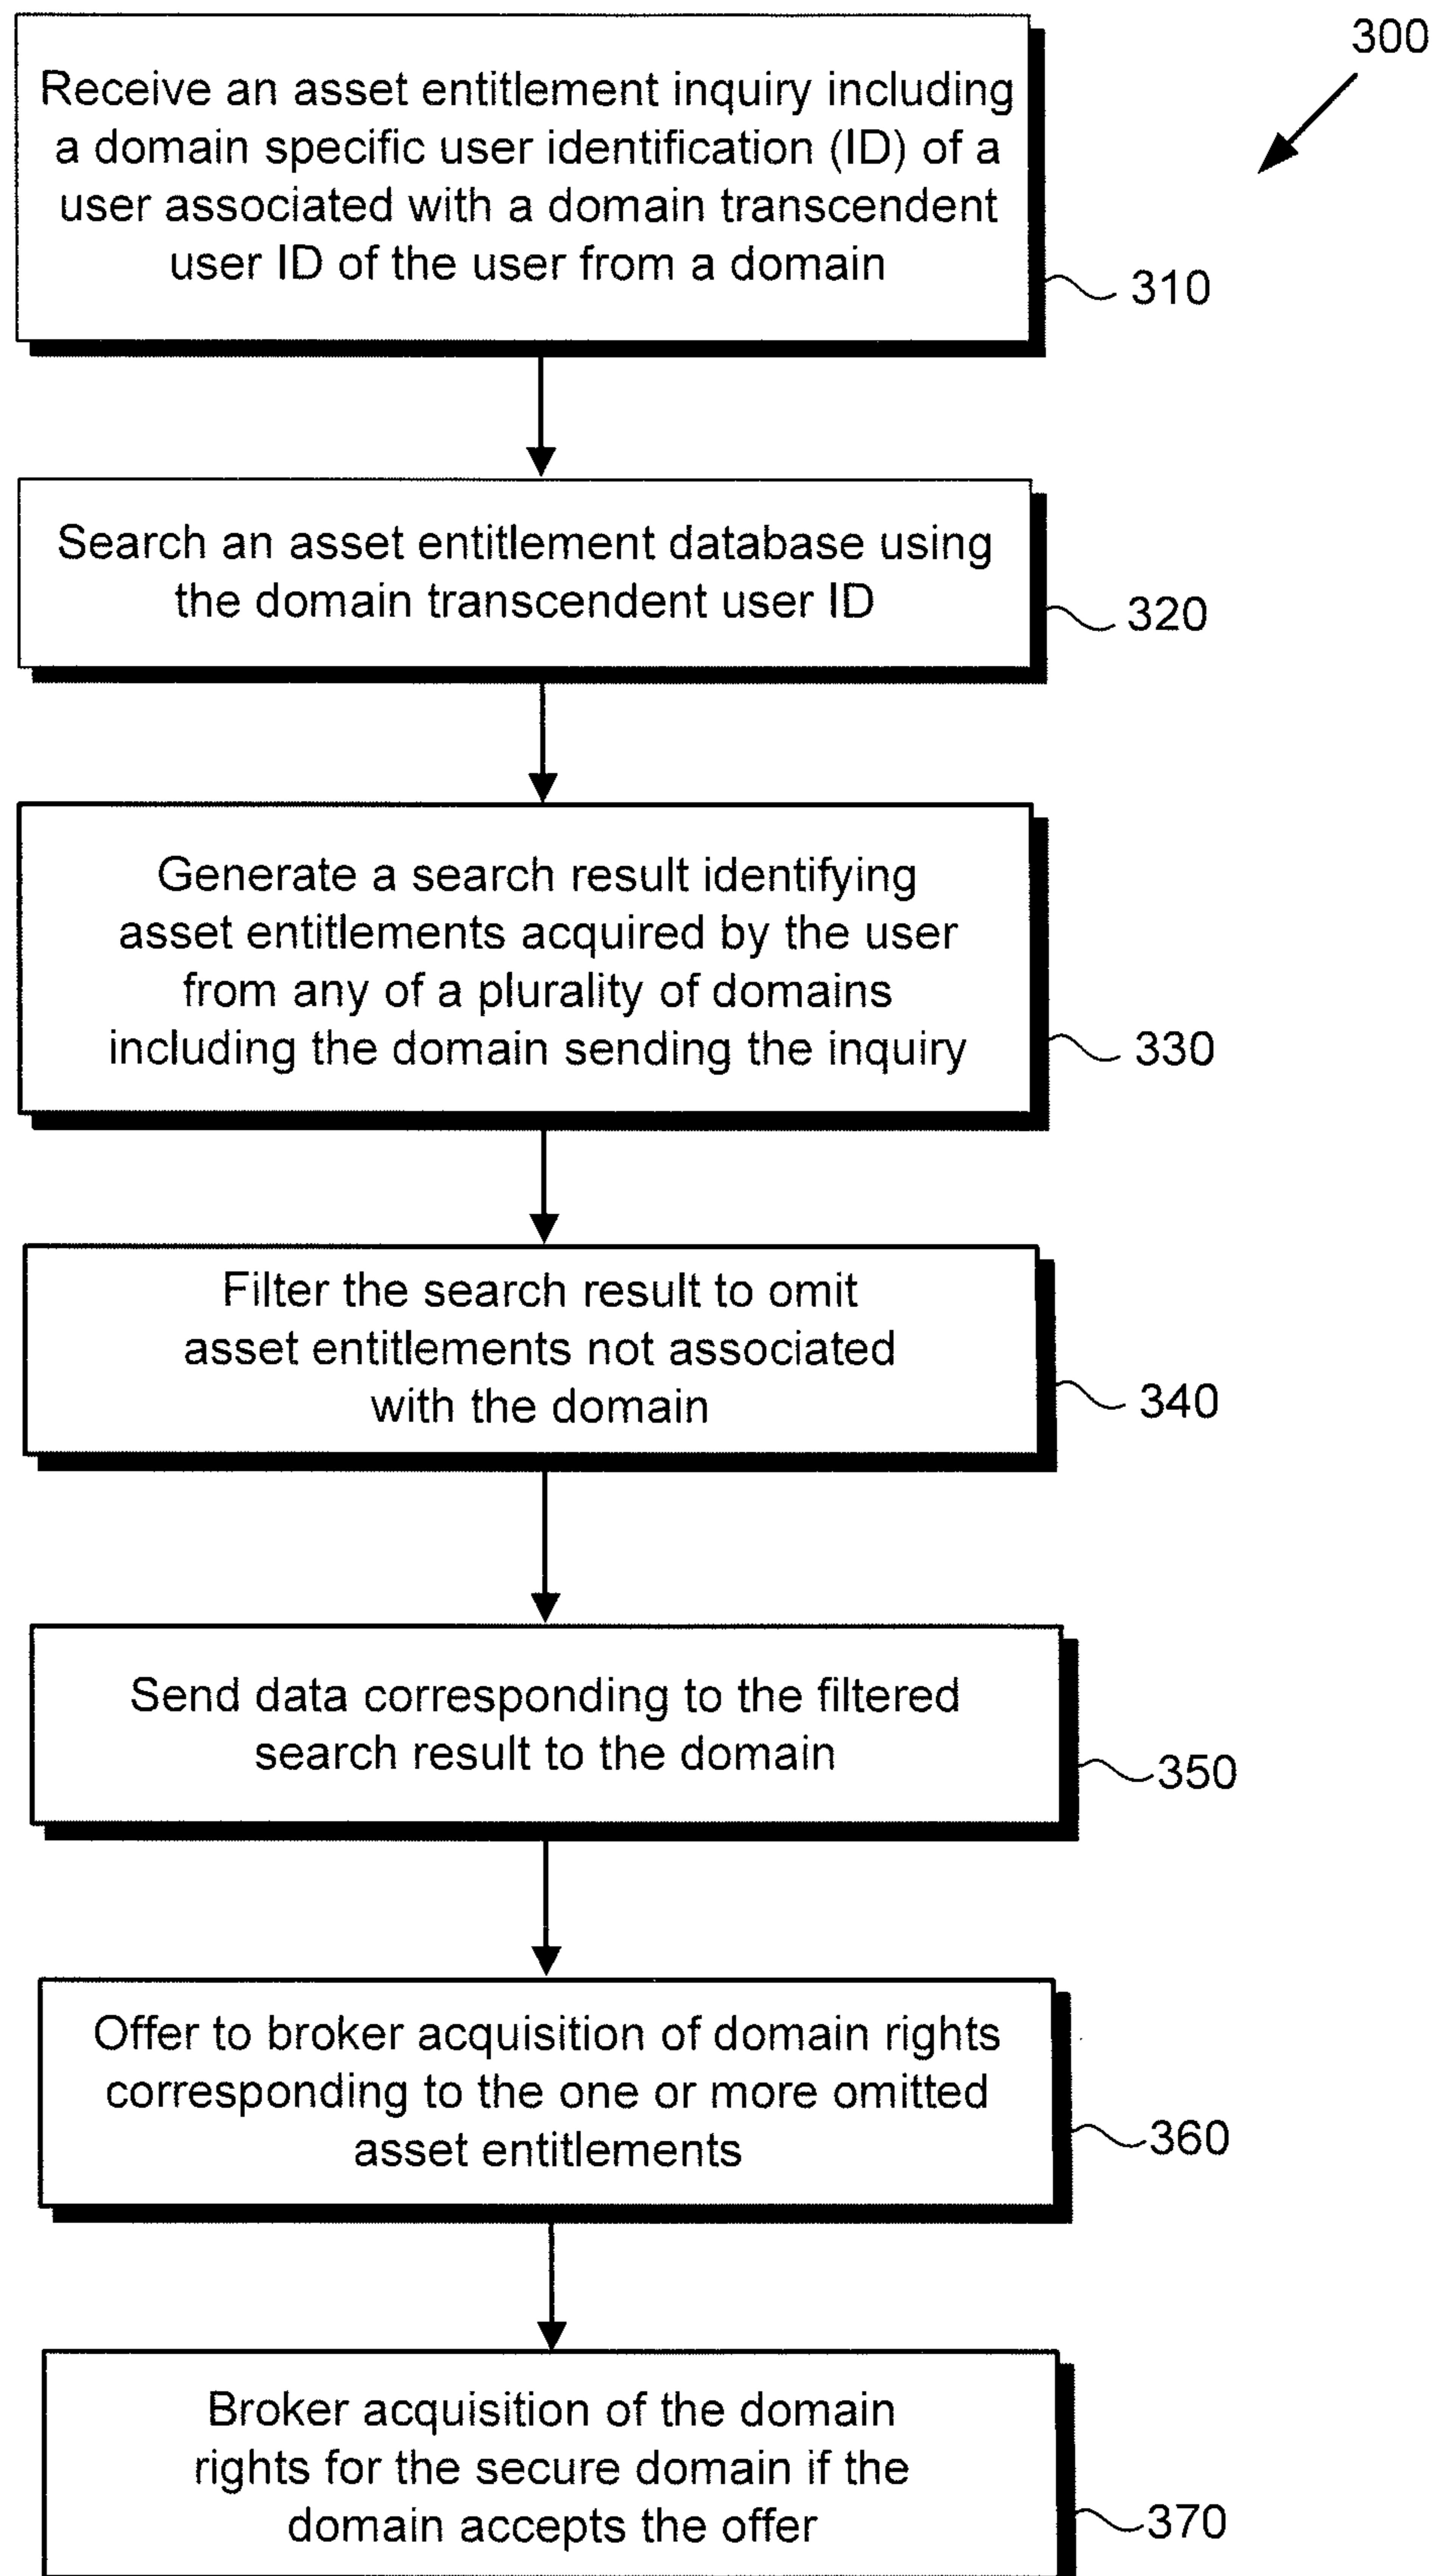 300
Receive an asset entitlement inquiry including
a domain specific user identification (ID) of a
user associated with a domain transcendent
user ID of the user from a domain
310
Search an asset entitlement database using
the domain transcendent user ID
320
Generate a search result identifying
asset entitlements acquired by the user
from any of a plurality of domains
including the domain sending the inquiry
330
Filter the search result to omit
asset entitlements not associated
with the domain
340
Send data corresponding to the filtered
search result to the domain
350
Offer to broker acquisition of domain rights
corresponding to the one or more omitted
asset entitlements
360
Broker acquisition of the domain
rights for the secure domain if the
domain accepts the offer
370